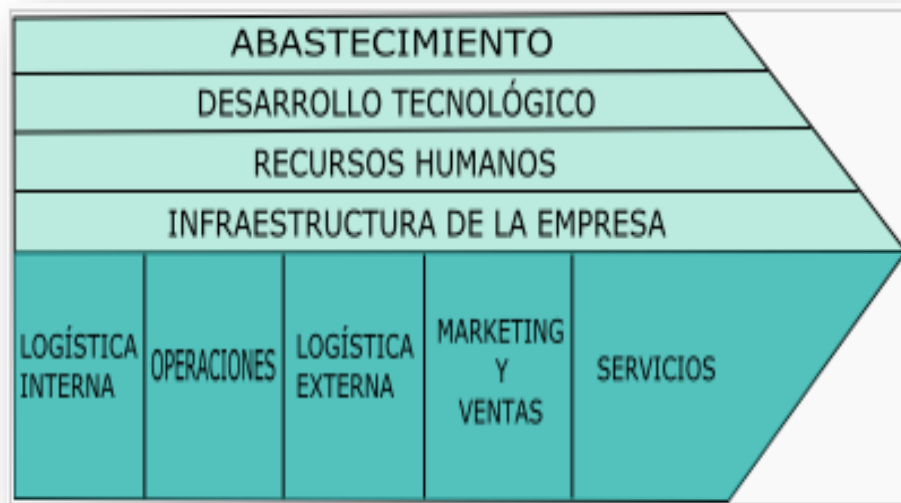 ABASTECIMIENTO
DESARROLLO TECNOLÓGICO
RECURSOS HUMANOS
INFRAESTRUCTURA DE LA EMPRESA
LOGÍSTICA
INTERNA
OPERACIONES
LOGÍSTICA
EXTERNA
MARKETING
Y
VENTAS
SERVICIOS